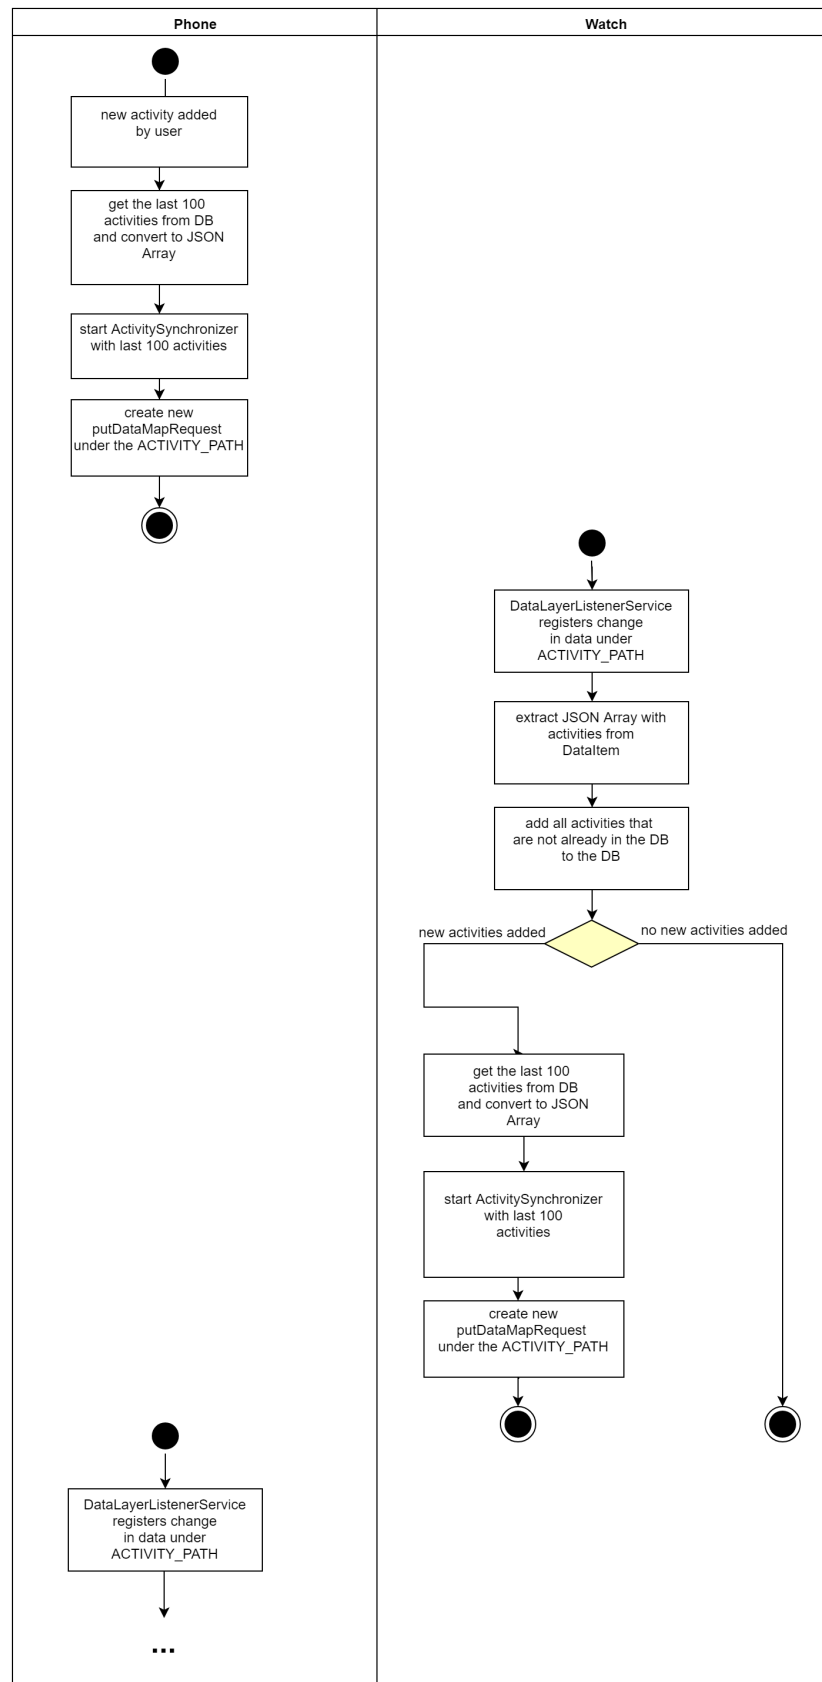 Phone
Watch
new activity added
by user
get the last 100
activities from DB
and convert to JSON
Array
start ActivitySynchronizer
with last 100 activities
create new
putDataMapRequest
under the ACTIVITY_PATH
DataLayerListenerService
registers change
in data under
ACTIVITY_PATH
extract JSON Array with
activities from
DataItem
add all activities that
are not already in the DB
to the DB
new activities added
no new activities added
get the last 100
activities from DB
and convert to JSON
Array
start ActivitySynchronizer
with last 100
activities
create new
putDataMapRequest
under the ACTIVITY_PATH
DataLayerListenerService
registers change
in data under
ACTIVITY_PATH
...